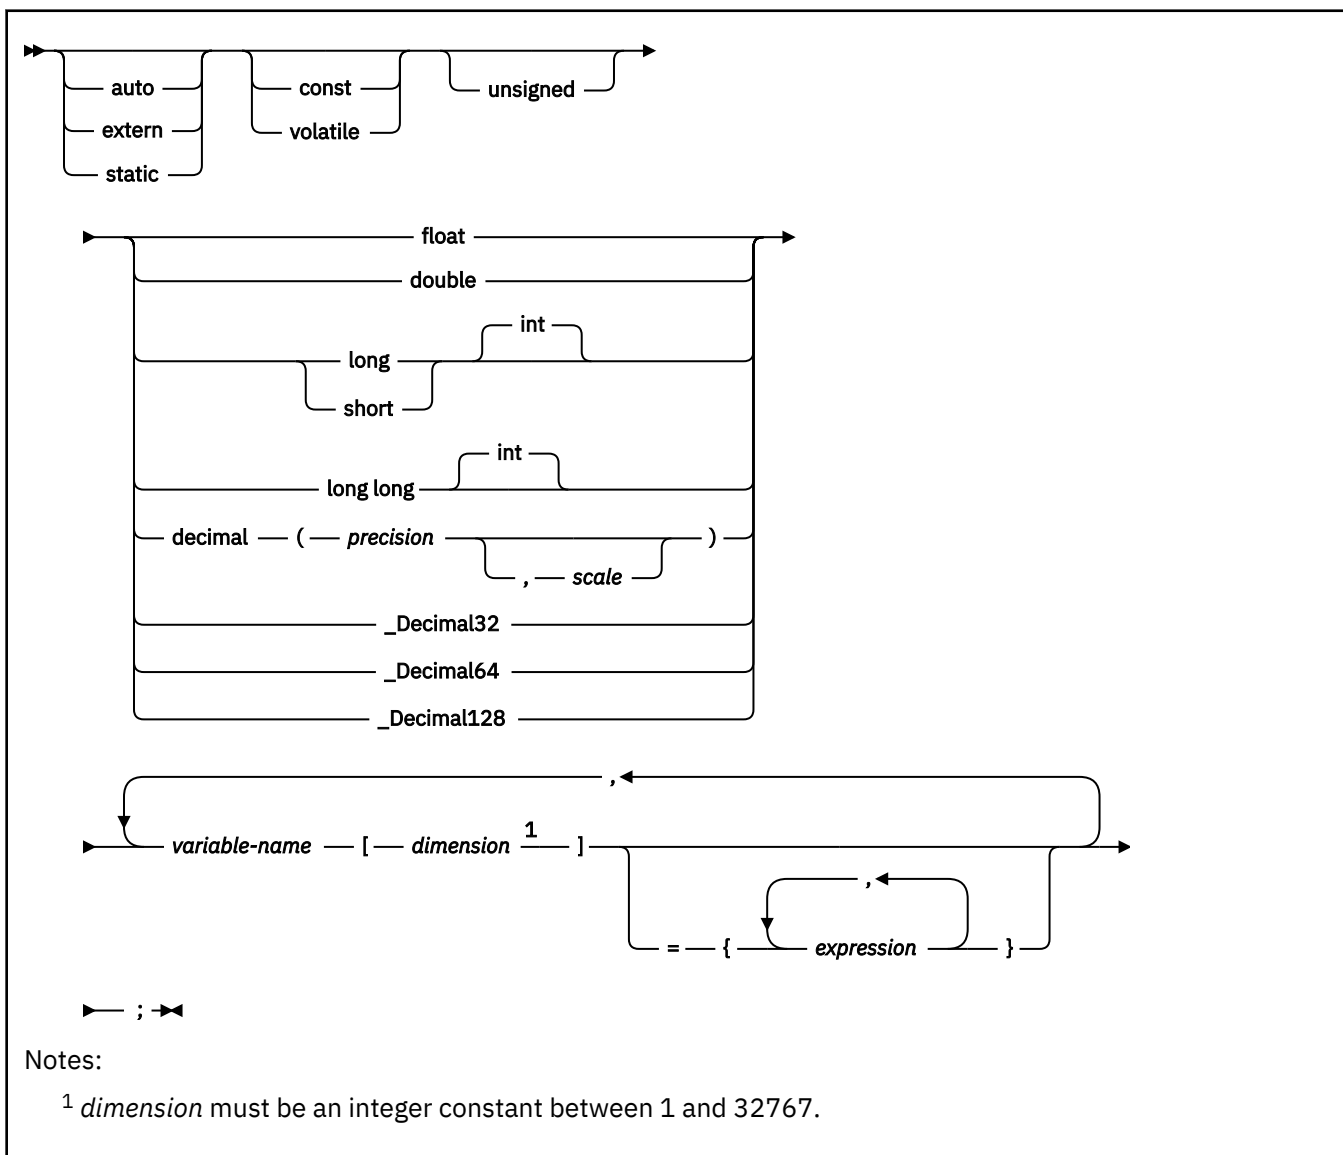 auto const unsigned
extern volatile
static
float
double
int
long
short
int
long long
decimal ( precision )
, scale
_Decimal32
_Decimal64
_Decimal128
,
variable-name [ dimension 1 ]
,
= { expression }
;
Notes:
1 dimension must be an integer constant between 1 and 32767.